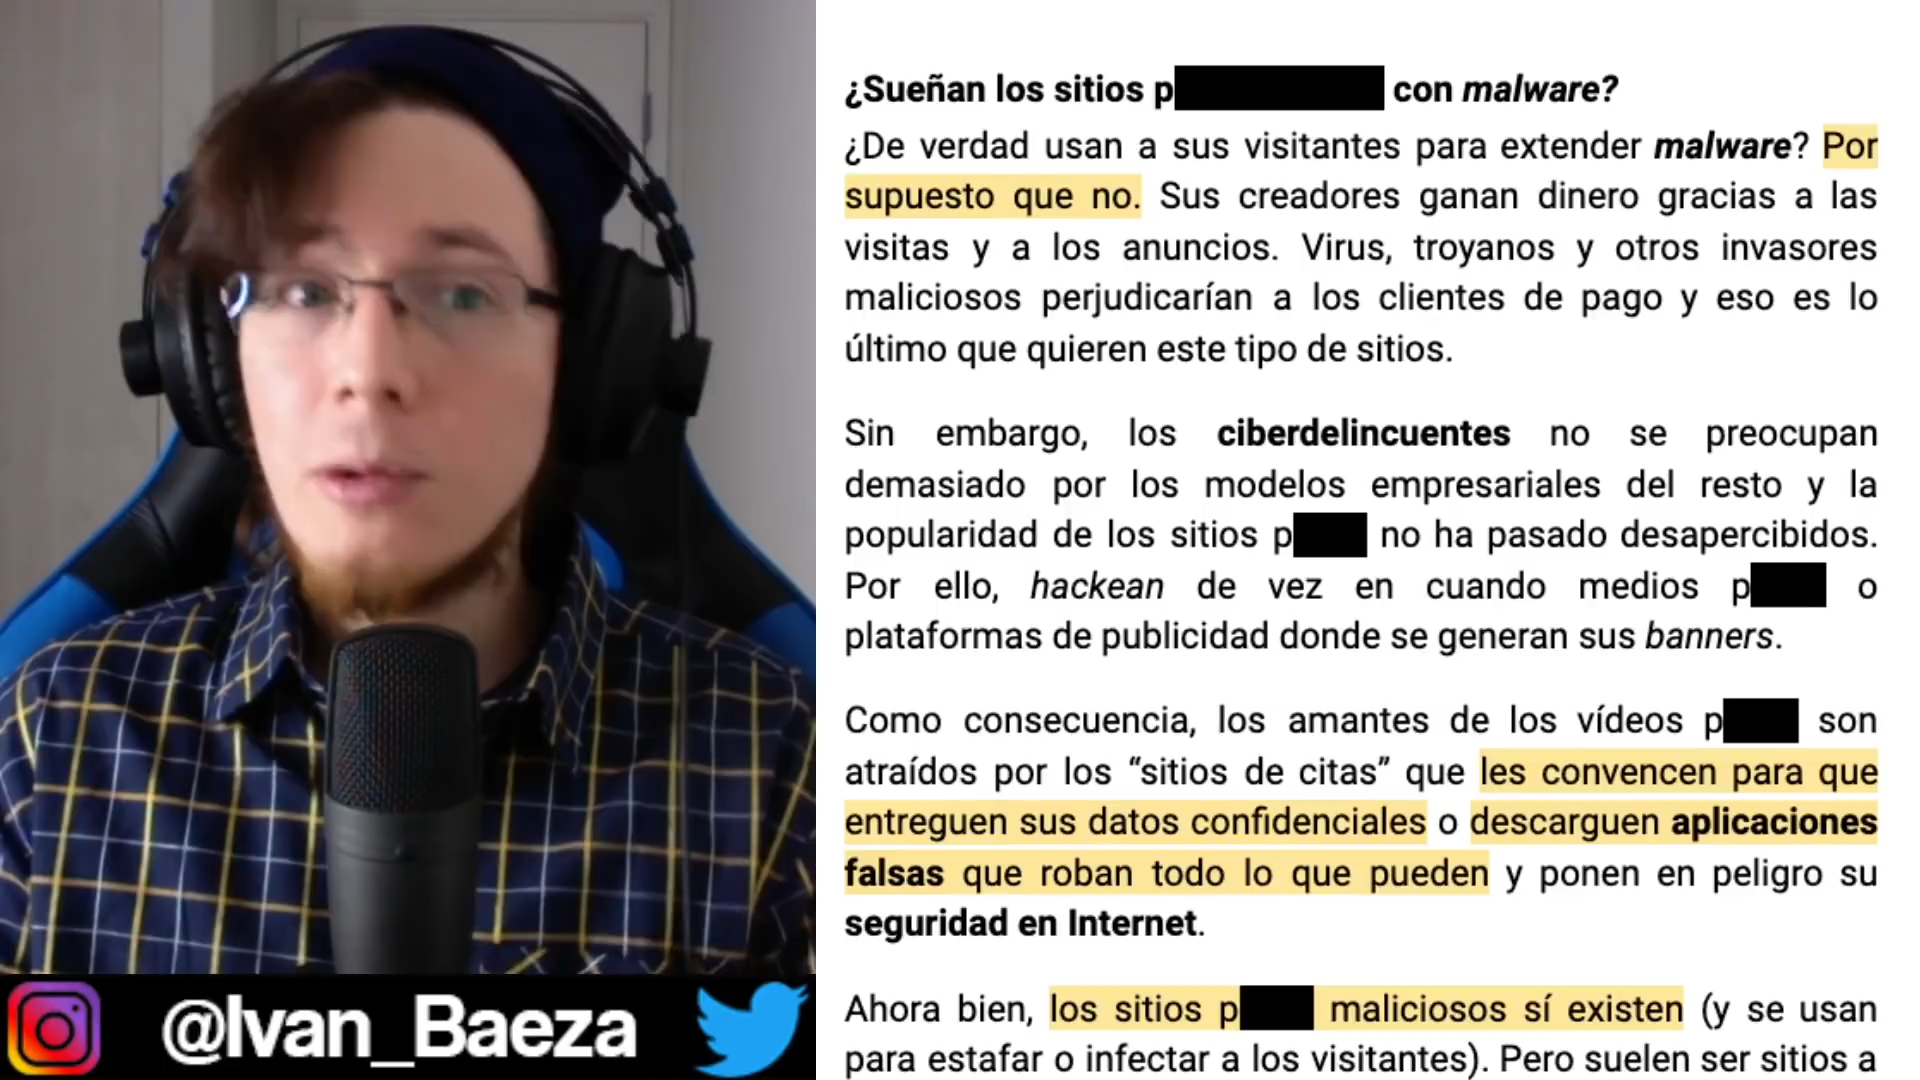 ¿Sueñan los sitios p con malware?
¿De verdad usan a sus visitantes para extender malware? Por
supuesto que no. Sus creadores ganan dinero gracias a las
visitas y a los anuncios. Virus, troyanos y otros invasores
maliciosos perjudicarían a los clientes de pago y eso es lo
último que quieren este tipo de sitios.
Sin embargo, los ciberdelincuentes no se preocupan
demasiado por los modelos empresariales del resto y la
popularidad de los sitios p no ha pasado desapercibidos.
Por ello, hackean de vez en cuando medios p o
plataformas de publicidad donde se generan sus banners.
Como consecuencia, los amantes de los vídeos p son
atraídos por los “sitios de citas” que les convencen para que
entreguen sus datos confidenciales o descarguen aplicaciones
falsas que roban todo lo que pueden y ponen en peligro su
seguridad en Internet.
Ahora bien, los sitios p maliciosos sí existen (y se usan
para estafar o infectar a los visitantes). Pero suelen ser sitios a
@Ivan_Baeza